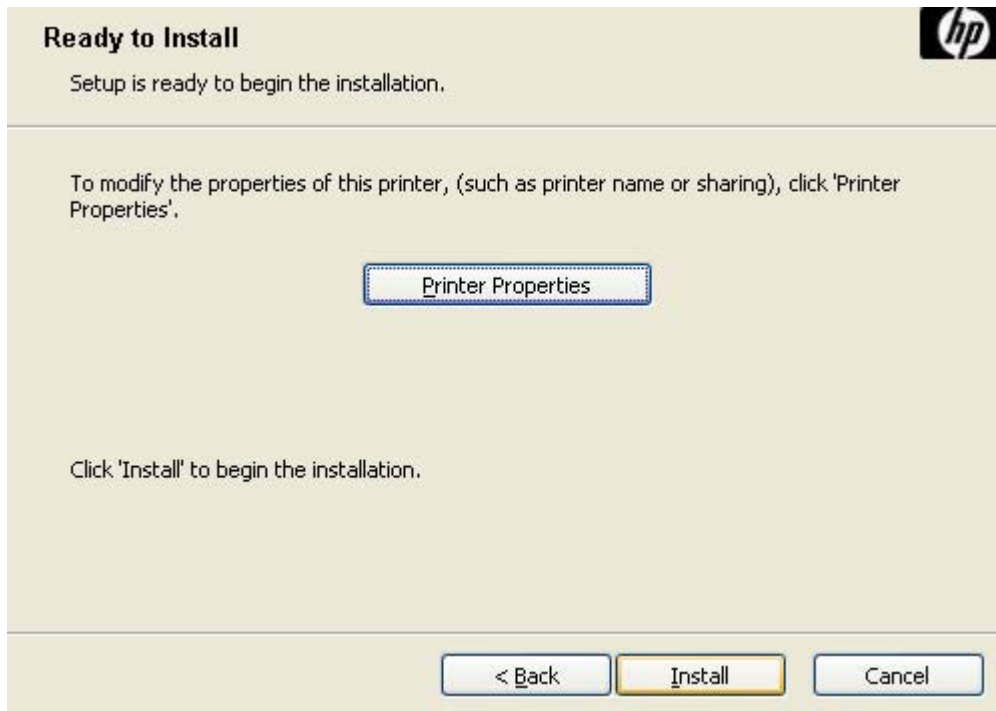 Ready to Install
hp
Setup is ready to begin the installation.
To modify the properties of this printer, (such as printer name or sharing), click 'Printer
Properties'.
Printer Properties
Click 'Install' to begin the installation.
< Back
Install
Cancel